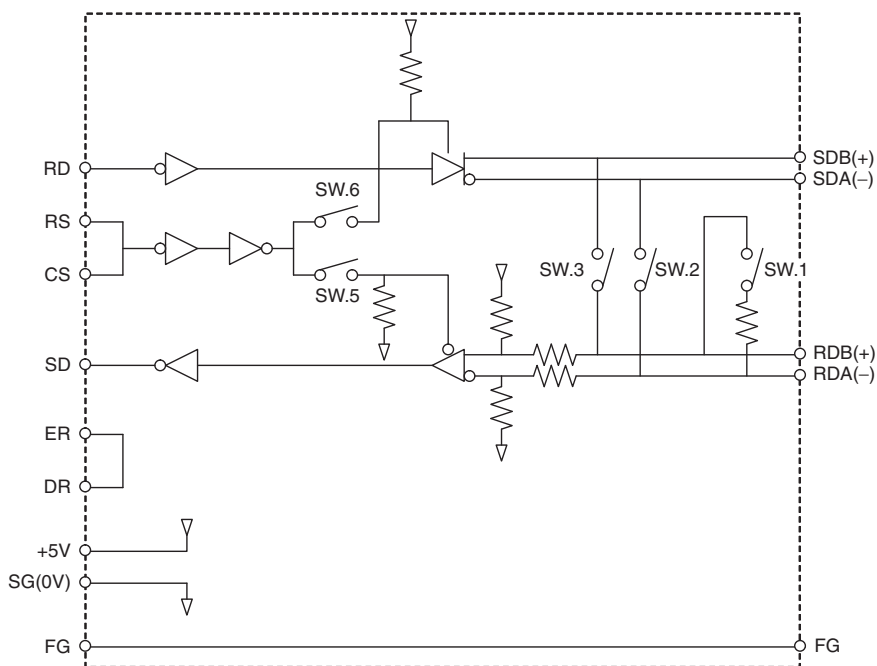 RD
RS
CS
SD
ER
DR
+5V
SG(0V)
FG
SW.6
SW.5
SW.3
SW.2
SW.1
SDB(+)
SDA(−)
RDB(+)
RDA(−)
FG